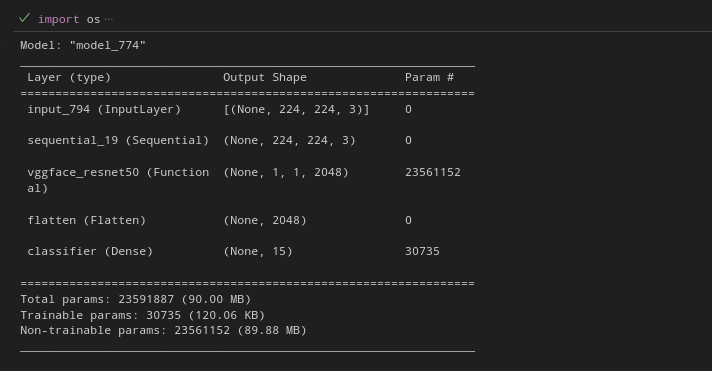 import os ...
Model: "model_774"
Layer (type) Output Shape Param #
=================================================================
input_794 (InputLayer) [(None, 224, 224, 3)] 0
sequential_19 (Sequential) (None, 224, 224, 3) 0
vggface_resnet50 (Function (None, 1, 1, 2048) 23561152
al)
flatten (Flatten) (None, 2048) 0
classifier (Dense) (None, 15) 30735
=================================================================
Total params: 23591887 (90.00 MB)
Trainable params: 30735 (120.06 KB)
Non-trainable params: 23561152 (89.88 MB)